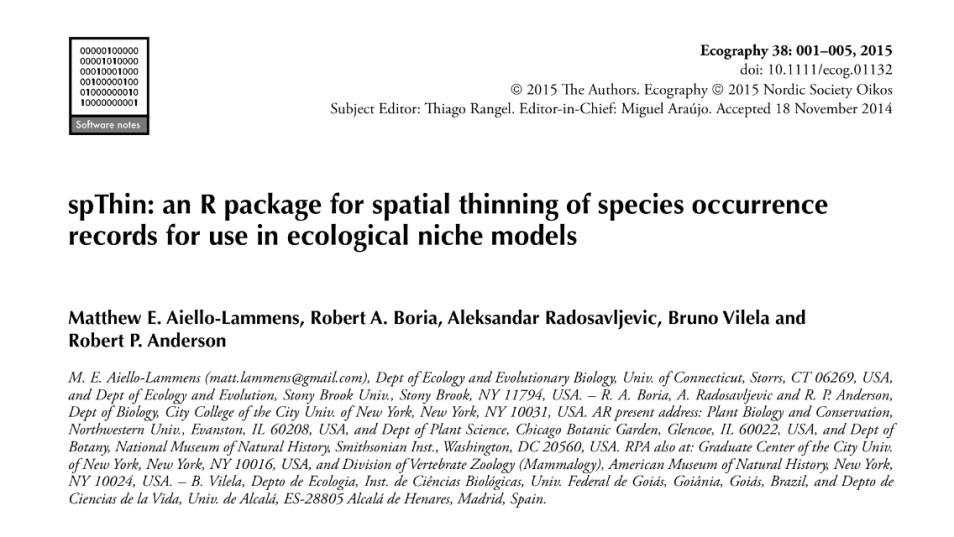 00000100000
00001010000
00010001000
00100000100
01000000010
10000000001
Software notes
Ecography 38: 001–005, 2015
doi: 10.1111/ecog.01132
© 2015 The Authors. Ecography © 2015 Nordic Society Oikos
Subject Editor: Thiago Rangel. Editor-in-Chief: Miguel Araújo. Accepted 18 November 2014
spThin: an R package for spatial thinning of species occurrence
records for use in ecological niche models
Matthew E. Aiello-Lammens, Robert A. Boria, Aleksandar Radosavljevic, Bruno Vilela and
Robert P. Anderson
M. E. Aiello-Lammens (matt.lammens@gmail.com), Dept of Ecology and Evolutionary Biology, Univ. of Connecticut, Storrs, CT 06269, USA,
and Dept of Ecology and Evolution, Stony Brook Univ., Stony Brook, NY 11794, USA. – R. A. Boria, A. Radosavljevic and R. P. Anderson,
Dept of Biology, City College of the City Univ. of New York, New York, NY 10031, USA. AR present address: Plant Biology and Conservation,
Northwestern Univ., Evanston, IL 60208, USA, and Dept of Plant Science, Chicago Botanic Garden, Glencoe, IL 60022, USA, and Dept of
Botany, National Museum of Natural History, Smithsonian Inst., Washington, DC 20560, USA. RPA also at: Graduate Center of the City Univ.
of New York, New York, NY 10016, USA, and Division of Vertebrate Zoology (Mammalogy), American Museum of Natural History, New York,
NY 10024, USA. – B. Vilela, Depto de Ecologia, Inst. de Ciências Biológicas, Univ. Federal de Goiás, Goiânia, Goiás, Brazil, and Depto de
Ciencias de la Vida, Univ. de Alcalá, ES-28805 Alcalá de Henares, Madrid, Spain.